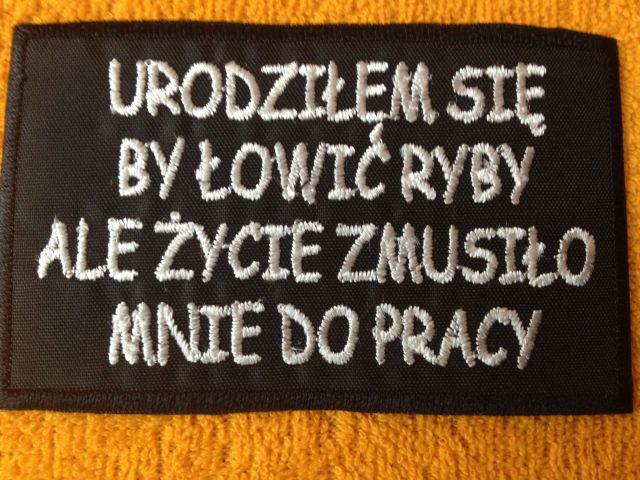 URODZIŁEM SIĘ
BY ŁOWIĆ RYBY
ALE ŻYCIE ZMUSIŁO
MNIE DO PRACY